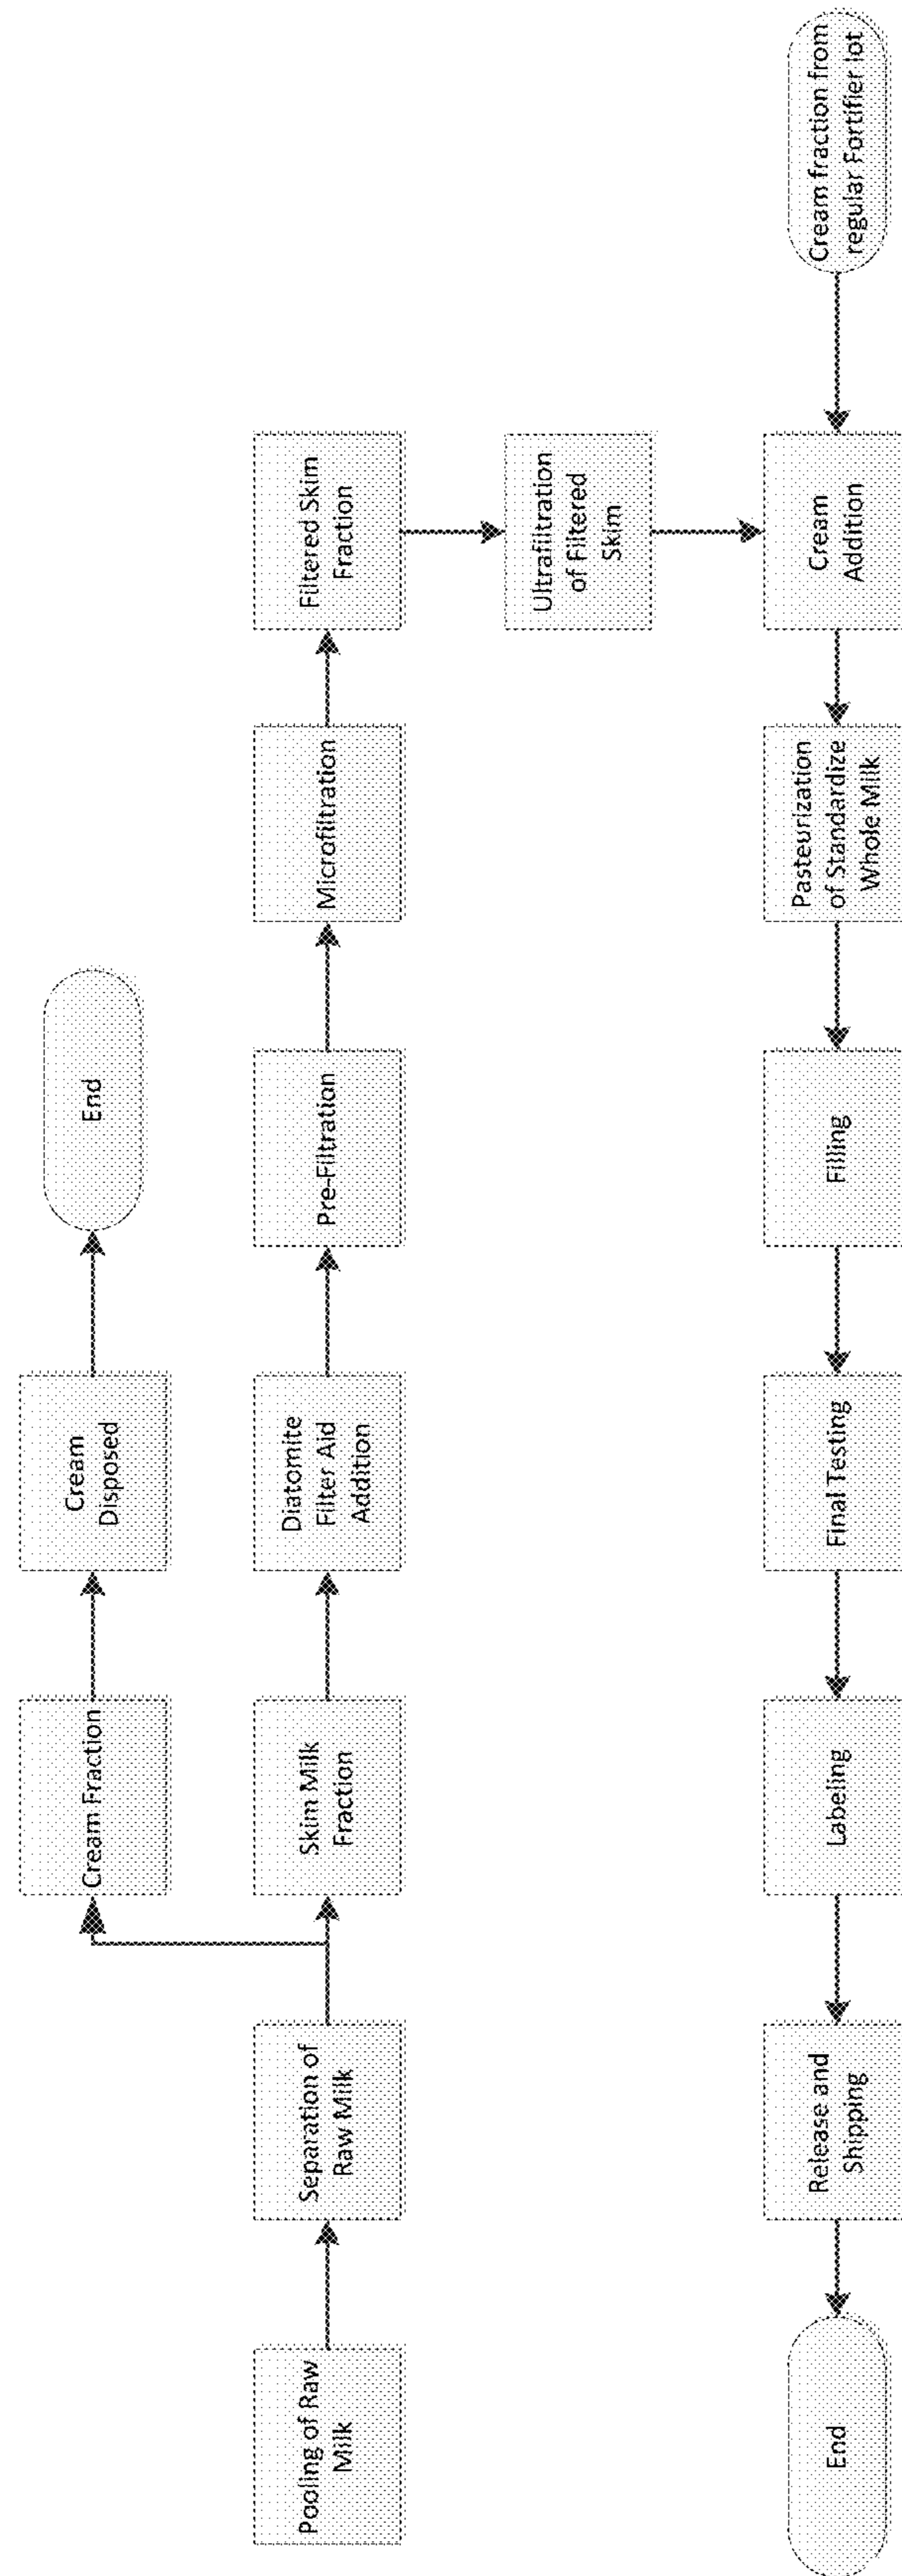 End
Cream Fraction
Cream
Disposed
Pooling of Raw
Milk
Separation of
Raw Milk
Skim Milk
Fraction
Diatomite
Filter Aid
Addition
Pre-Filtration
Microfiltration
Filtered Skim
Fraction
Ultrafiltration
of Filtered
Skim
Cream fraction from
regular Fortifier lot
Cream
Addition
Pasteurization
of Standardize
Whole Milk
Filling
Final Testing
Labeling
Release and
Shipping
End